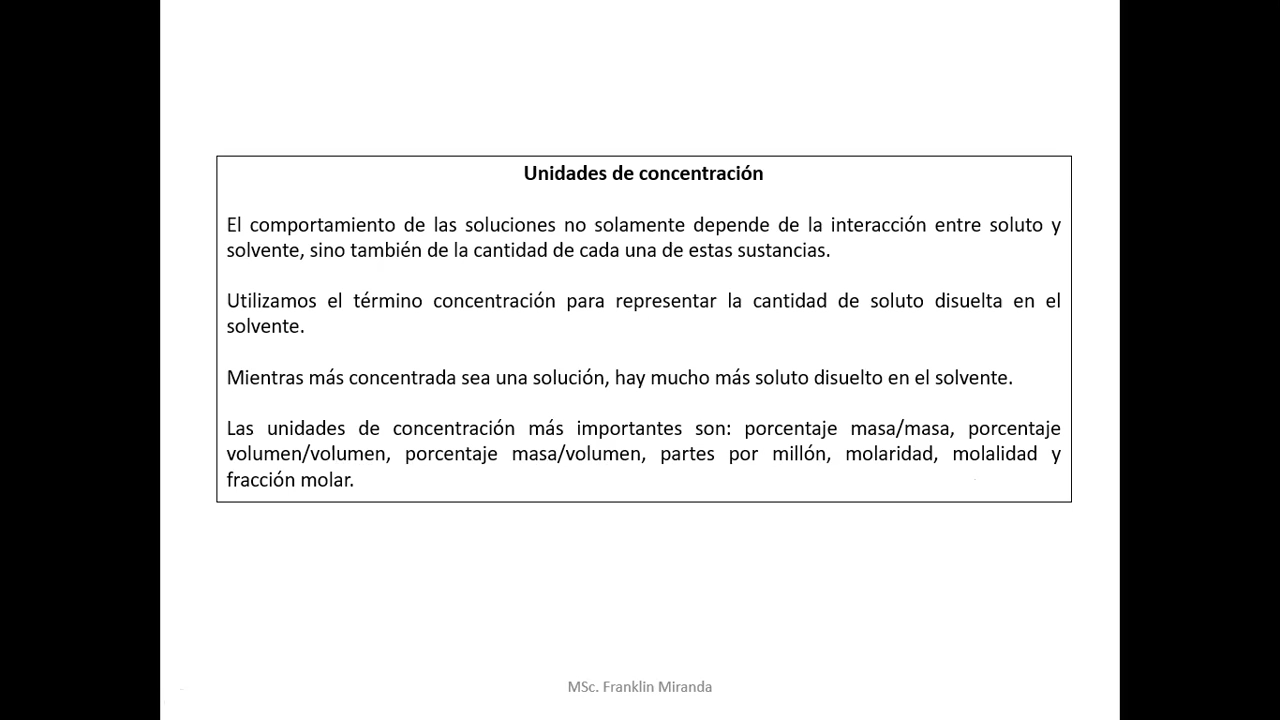 Unidades de concentración
El comportamiento de las soluciones no solamente depende de la interacción entre soluto y
solvente, sino también de la cantidad de cada una de estas sustancias.
Utilizamos el término concentración para representar la cantidad de soluto disuelta en el
solvente.
Mientras más concentrada sea una solución, hay mucho más soluto disuelto en el solvente.
Las unidades de concentración más importantes son: porcentaje masa/masa, porcentaje
volumen/volumen, porcentaje masa/volumen, partes por millón, molaridad, molalidad y
fracción molar.
MSc. Franklin Miranda